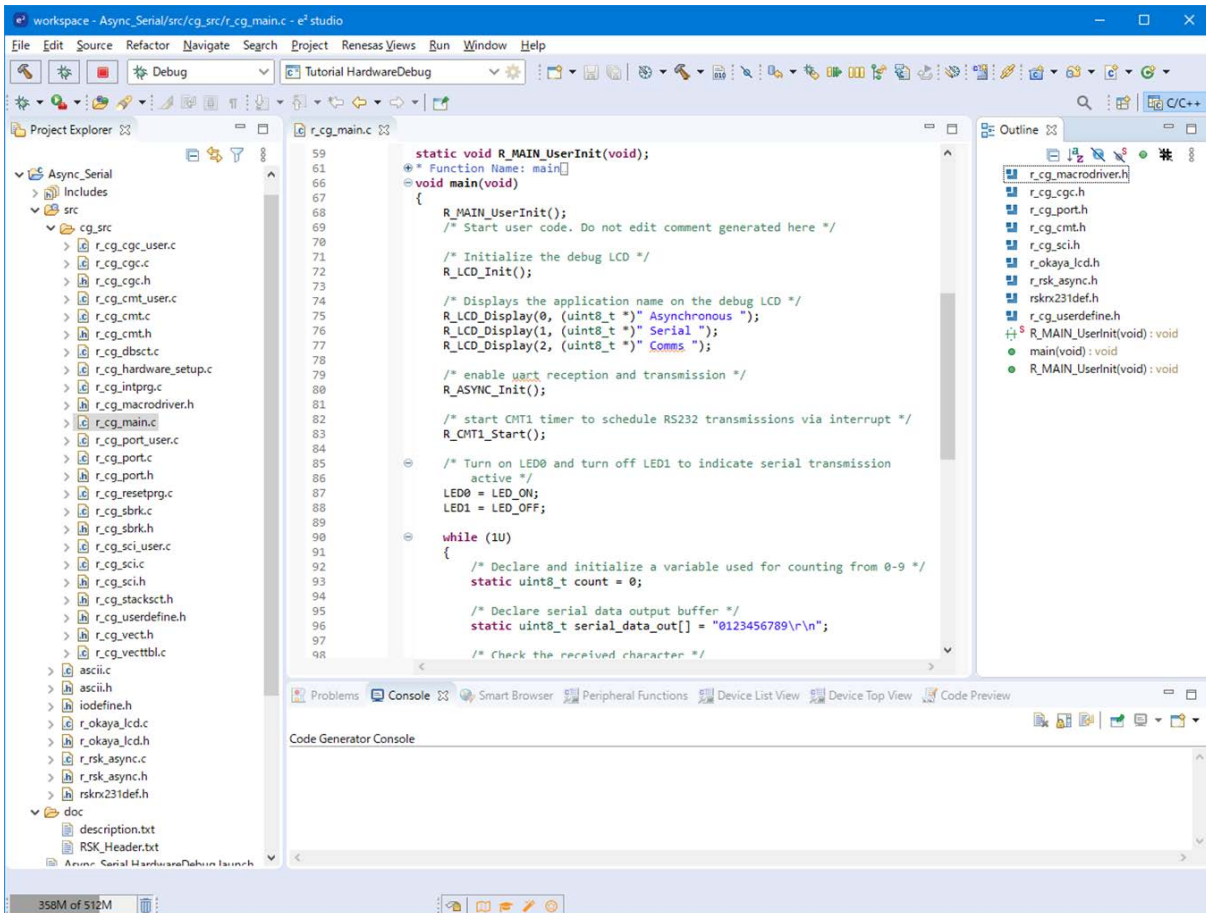 workspace - Async_Serial/src/cg_src/r_cg_main.c - e² studio
File Edit Source Refactor Navigate Search Project Renesas Views Run Window Help
Debug
Tutorial HardwareDebug
C/C++
Project Explorer
Async_Serial
Includes
src
cg_src
r_cg_cgc_user.c
r_cg_cgc.c
r_cg_cgc.h
r_cg_cmt_user.c
r_cg_cmt.c
r_cg_cmt.h
r_cg_dbsct.c
r_cg_hardware_setup.c
r_cg_intprg.c
r_cg_macrodriver.h
r_cg_main.c
r_cg_port_user.c
r_cg_port.c
r_cg_port.h
r_cg_resetprg.c
r_cg_sbrk.c
r_cg_sbrk.h
r_cg_sci_user.c
r_cg_sci.c
r_cg_sci.h
r_cg_stacksct.h
r_cg_userdefine.h
r_cg_vect.h
r_cg_vecttbl.c
ascii.c
ascii.h
iodefine.h
r_okaya_lcd.c
r_okaya_lcd.h
r_rsk_async.c
r_rsk_async.h
rskrx231def.h
doc
description.txt
RSK_Header.txt
Async_Serial HardwareDebug.launch
r_cg_main.c
59 static void R_MAIN_UserInit(void);
61 * Function Name: main
66 void main(void)
67 {
68 R_MAIN_UserInit();
69 /* Start user code. Do not edit comment generated here */
70
71 /* Initialize the debug LCD */
72 R_LCD_Init();
73
74 /* Displays the application name on the debug LCD */
75 R_LCD_Display(0, (uint8_t *)" Asynchronous ");
76 R_LCD_Display(1, (uint8_t *)" Serial ");
77 R_LCD_Display(2, (uint8_t *)" Comms ");
78
79 /* enable uart reception and transmission */
80 R_ASYNC_Init();
81
82 /* start CMT1 timer to schedule RS232 transmissions via interrupt */
83 R_CMT1_Start();
84
85 /* Turn on LED0 and turn off LED1 to indicate serial transmission
86 active */
87 LED0 = LED_ON;
88 LED1 = LED_OFF;
89
90 while (1U)
91 {
92 /* Declare and initialize a variable used for counting from 0-9 */
93 static uint8_t count = 0;
94
95 /* Declare serial data output buffer */
96 static uint8_t serial_data_out[] = "0123456789\r\n";
97
98 /* Check the received character */
Outline
r_cg_macrodriver.h
r_cg_cgc.h
r_cg_port.h
r_cg_cmt.h
r_cg_sci.h
r_okaya_lcd.h
r_rsk_async.h
rskrx231def.h
r_cg_userdefine.h
R_MAIN_UserInit(void) : void
main(void) : void
R_MAIN_UserInit(void) : void
Problems Console Smart Browser Peripheral Functions Device List View Device Top View Code Preview
Code Generator Console
358M of 512M